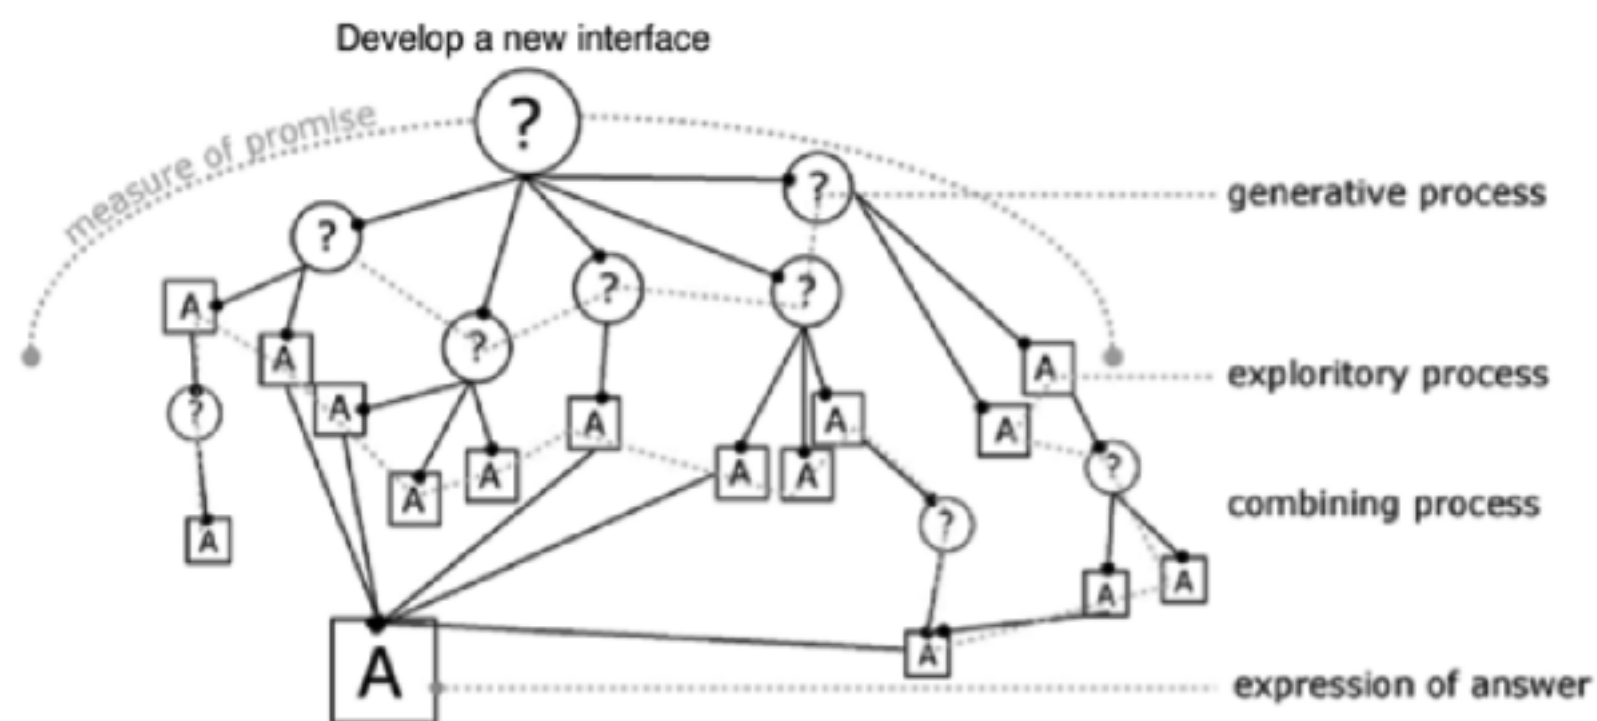 Develop a new interface
measure of promise
?
?
generative process
?
?
?
?
A
A
A
exploritory process
A
?
A
A
A
?
A
A
A
A
combining process
?
A
A
A
A
A
expression of answer